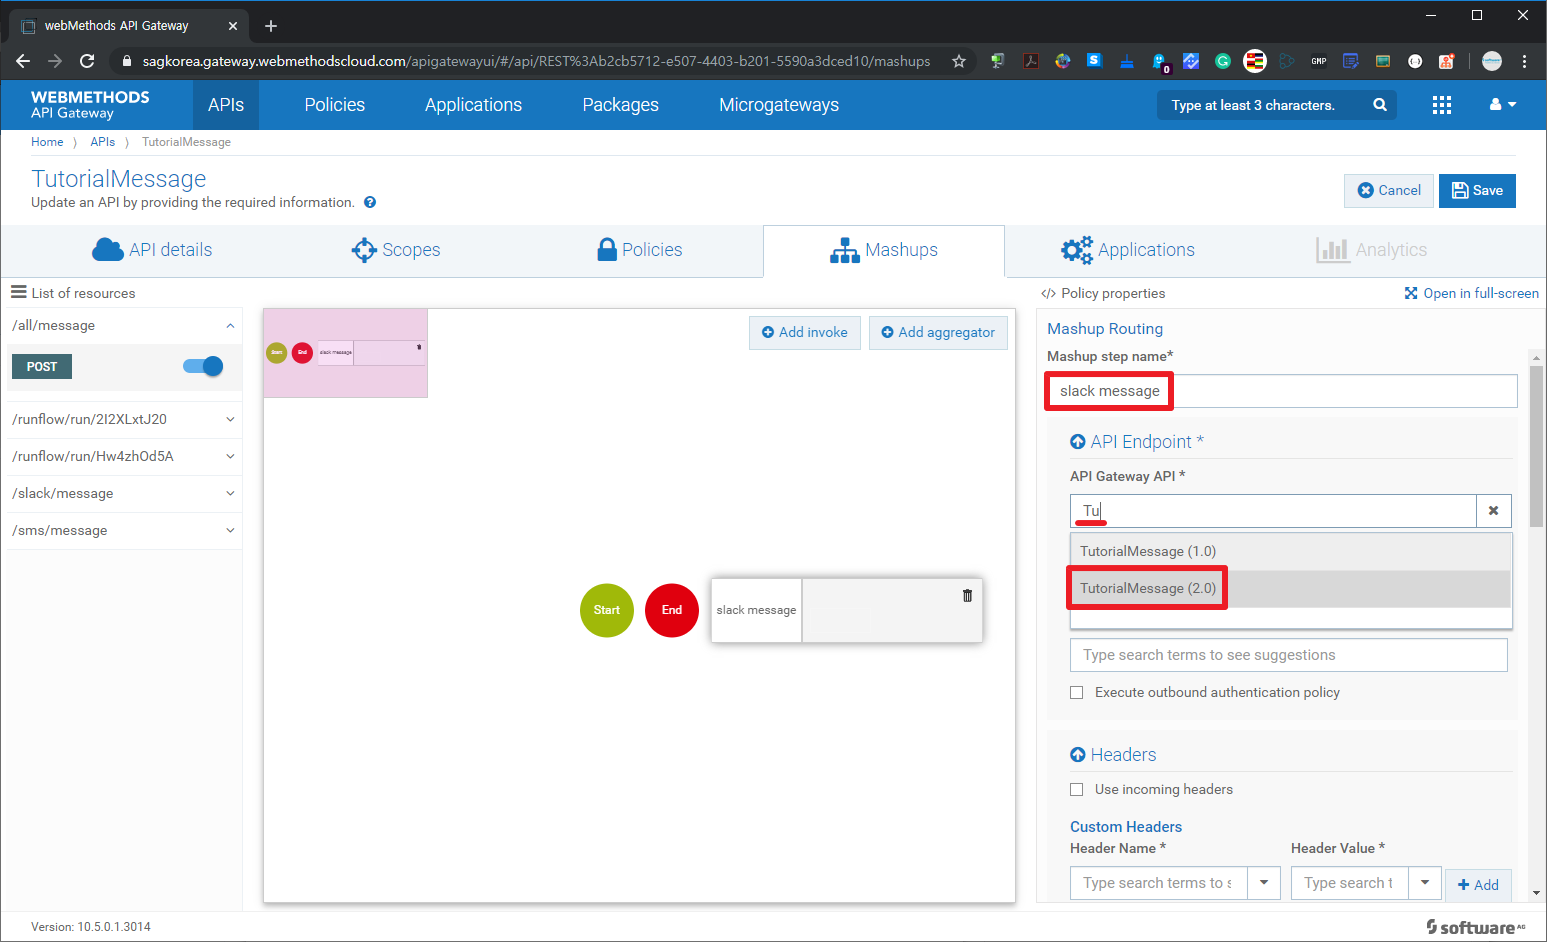 webMethods API Gateway
sagkorea.gateway.webmethodscloud.com/apigatewayui/#/api/REST%3Ab2cb5712-e507-4403-b201-5590a3dced10/mashups
S
0
G
GMP
WEBMETHODS
API Gateway
APIs
Policies
Applications
Packages
Microgateways
Type at least 3 characters.
Home
APIs
TutorialMessage
TutorialMessage
Update an API by providing the required information.
Cancel
Save
API details
Scopes
Policies
Mashups
Applications
Analytics
List of resources
/all/message
POST
/runflow/run/2I2XLxtJ20
/runflow/run/Hw4zhOd5A
/slack/message
/sms/message
Start
End
slack message
Add invoke
Add aggregator
Start
End
slack message
Policy properties
Open in full-screen
Mashup Routing
Mashup step name*
slack message
API Endpoint *
API Gateway API *
Tu
TutorialMessage (1.0)
TutorialMessage (2.0)
Type search terms to see suggestions
Execute outbound authentication policy
Headers
Use incoming headers
Custom Headers
Header Name *
Header Value *
Type search terms to s
Type search t
Add
Version: 10.5.0.1.3014
software AG